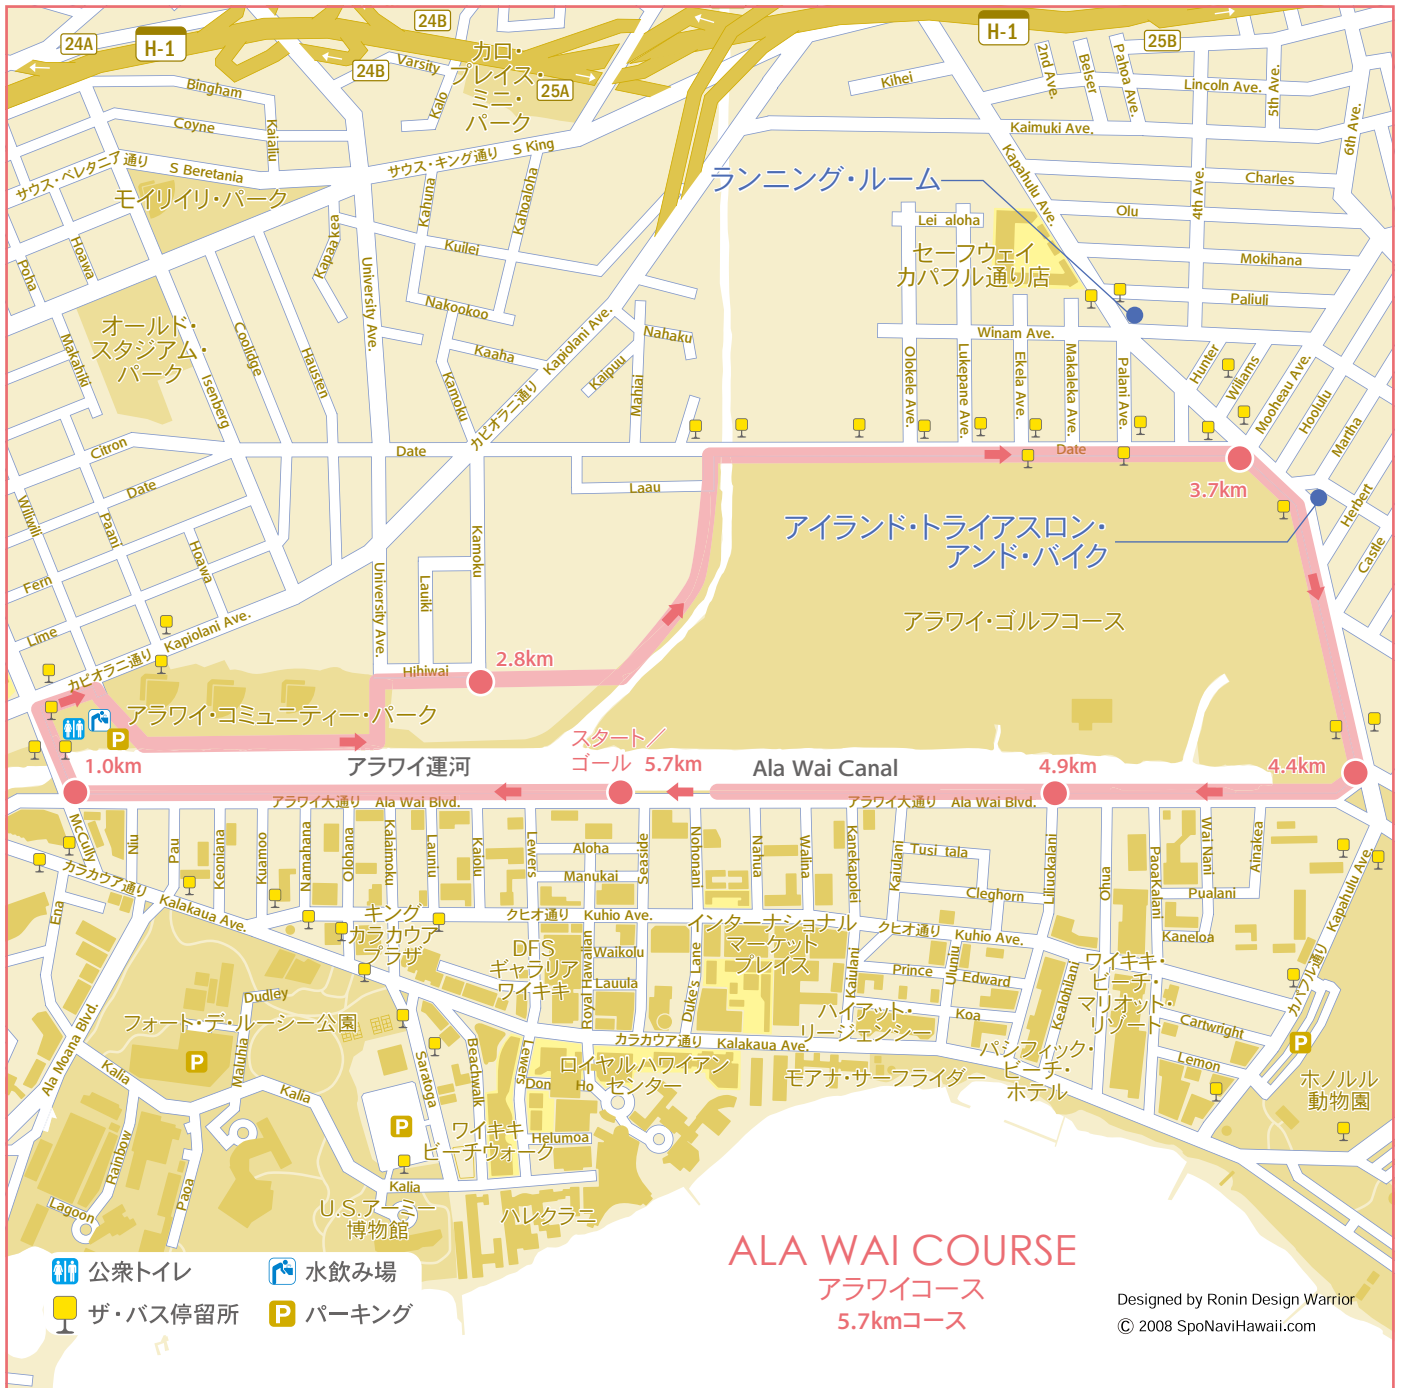 24A
H-1
24B
24B
25A
H-1
25B
Varsity
カロ・
プレイス・
ミニ・
パーク
Kalo
Bingham
Coyne
Kaialiu
サウス・ベレタニア通り
S Beretania
モイリイリ・パーク
サウス・キング通り
S King
Kihei
2nd Ave.
Belser
Pahoa Ave.
Lincoln Ave.
5th Ave.
6th Ave.
Kaimuki Ave.
Kapahulu Ave.
Charles
4th Ave.
Olu
Mokihana
Paliuli
ランニング・ルーム
Lei aloha
セーフウェイ
カパフル通り店
Winam Ave.
Olokele Ave.
Lukepane Ave.
Ekela Ave.
Makaleka Ave.
Palani Ave.
Hunter
Wiliams
Mooheau Ave.
Hoolulu
Martha
Herbert
Castle
Poha
Hoawa
Makahiki
オールド・
スタジアム・
パーク
Coolidge
Isenberg
Hausten
Kapaakea
University Ave.
Kahuna
Kahoaloha
Kuilei
Nakookoo
Kaaha
Kamoku
カピオラニ通り
Kapiolani Ave.
Kaipuu
Nahaku
Mahiai
Citron
Date
Date
Date
Laau
Wiliwili
Paani
Hoawa
Fern
Lime
カピオラニ通り
Kapiolani Ave.
University Ave.
Lauiki
Kamoku
Hihiwai
2.8km
3.7km
アイランド・トライアスロン・
アンド・バイク
アラワイ・ゴルフコース
アラワイ・コミュニティー・パーク
P
1.0km
アラワイ運河
スタート／
ゴール
5.7km
Ala Wai Canal
4.9km
4.4km
アラワイ大通り
Ala Wai Blvd.
アラワイ大通り
Ala Wai Blvd.
McCully
Niu
Pau
Keoniana
Kuamoo
Namahana
Olohana
Kalaimoku
Launiu
Kaiolu
Lewers
Aloha
Manukai
Seaside
Nohonani
Nahua
Walina
Kanekapolei
Kaiulani
Tusi tala
Cleghorn
Liliuokalani
Ohua
PaoaKalani
Wai Nani
Ainakea
Pualani
Kaneloa
カラカウア通り
Kalakaua Ave.
Ena
クヒオ通り
Kuhio Ave.
クヒオ通り
Kuhio Ave.
キング
カラカウア
プラザ
DFS
ギャラリア
ワイキキ
Royal Hawaiian
Waikolu
Lauula
Duke's Lane
インターナショナル
マーケット
プレイス
Kaiulani
Prince
Uluniu
Edward
Koa
ハイアット・
リージェンシー
Kealohilani
ワイキキ・
ビーチ・
マリオット・
リゾート
Cartwright
Lemon
カパフル通り
Kapahulu Ave.
P
ホノルル
動物園
Dudley
フォート・デ・ルーシー公園
P
Maluhia
Ala Moana Blvd.
Kalia
Kalia
Rainbow
Paoa
Lagoon
Saratoga
Beachwalk
Lewers
カラカウア通り
Kalakaua Ave.
ロイヤルハワイアン
センター
Don Ho
モアナ・サーフライダー
パシフィック・
ビーチ・
ホテル
P
ワイキキ
ビーチウォーク
Helumoa
Kalia
U.S.アーミー
博物館
ハレクラニ
公衆トイレ
水飲み場
ザ・バス停留所
P
パーキング
ALA WAI COURSE
アラワイコース
5.7kmコース
Designed by Ronin Design Warrior
© 2008 SpoNaviHawaii.com